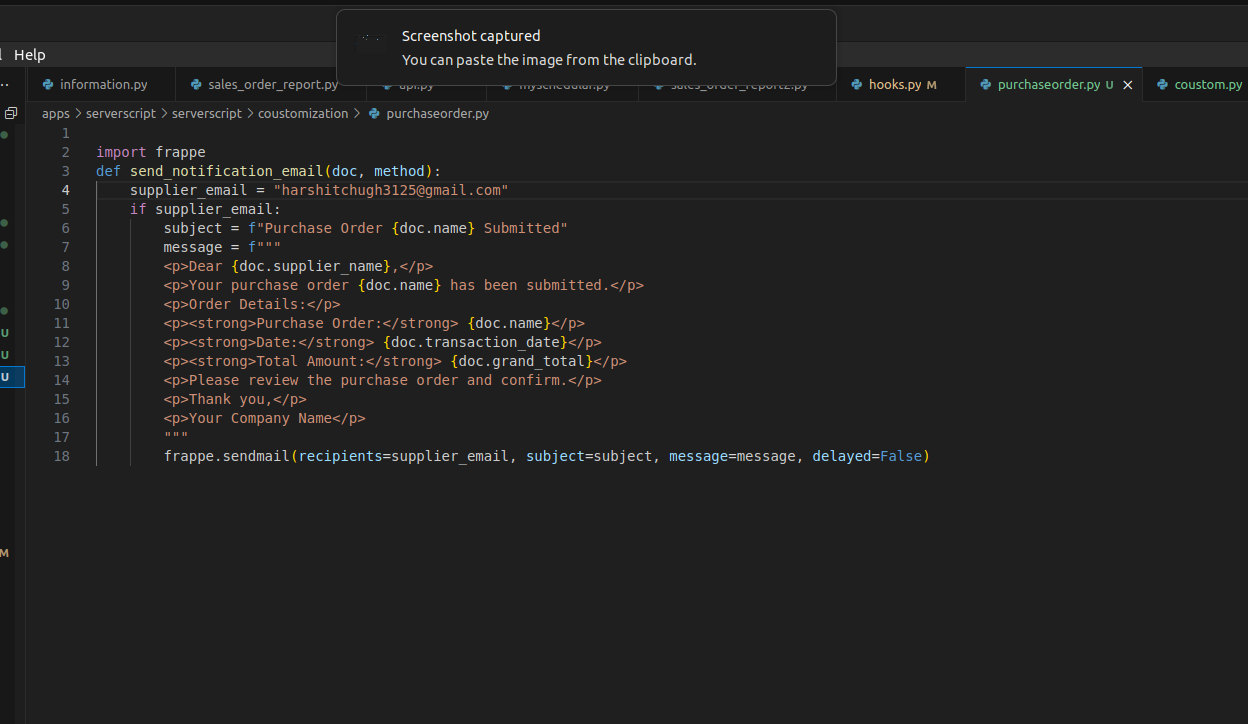 Screenshot captured
You can paste the image from the clipboard.
Help
information.py
sales_order_report.py
api.py
myschedular.py
sales_order_report2.py
hooks.py M
purchaseorder.py U
coustom.py
apps > serverscript > serverscript > coustomization > purchaseorder.py
1
2 import frappe
3 def send_notification_email(doc, method):
4 supplier_email = "harshitchugh3125@gmail.com"
5 if supplier_email:
6 subject = f"Purchase Order {doc.name} Submitted"
7 message = f"""
8 <p>Dear {doc.supplier_name},</p>
9 <p>Your purchase order {doc.name} has been submitted.</p>
10 <p>Order Details:</p>
11 <p><strong>Purchase Order:</strong> {doc.name}</p>
12 <p><strong>Date:</strong> {doc.transaction_date}</p>
13 <p><strong>Total Amount:</strong> {doc.grand_total}</p>
14 <p>Please review the purchase order and confirm.</p>
15 <p>Thank you,</p>
16 <p>Your Company Name</p>
17 """
18 frappe.sendmail(recipients=supplier_email, subject=subject, message=message, delayed=False)
U
U
U
M